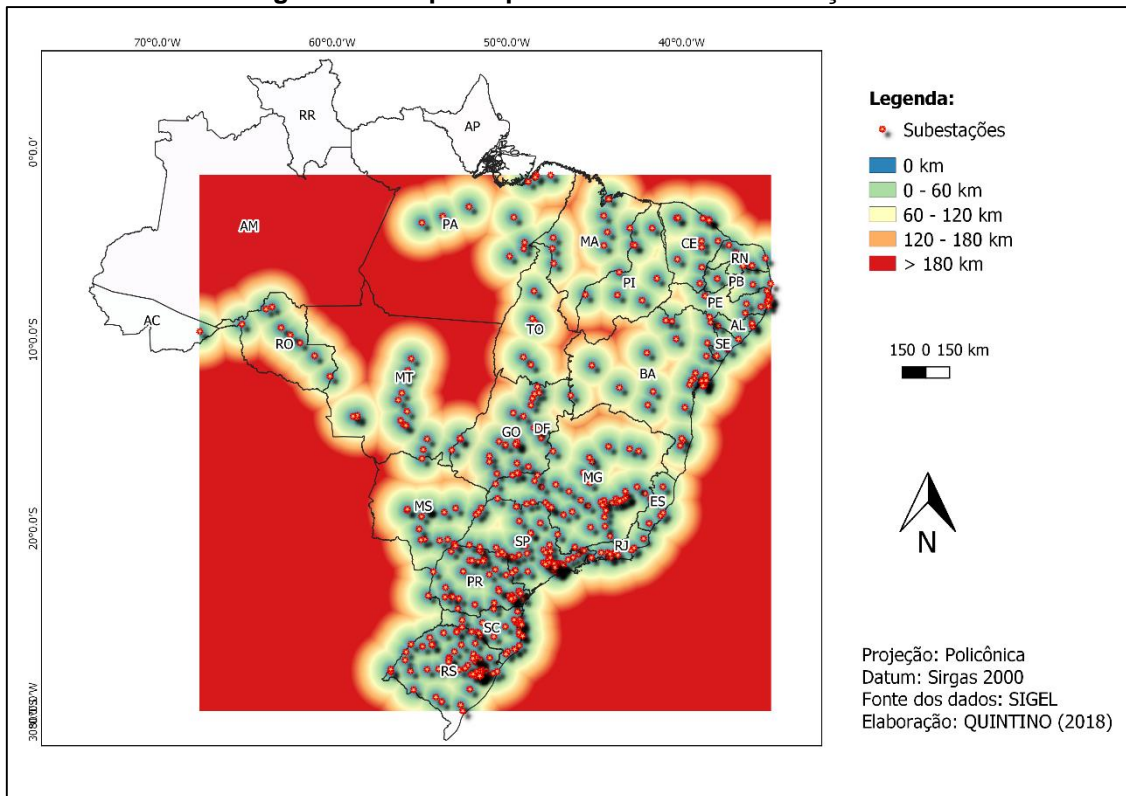 70°0.0'W 60°0.0'W 50°0.0'W 40°0.0'W
0°0.0'
10°0.0'S
20°0.0'S
RR
AP
AM
PA
MA
CE
RN
PB
PI
PE
AC
TO
AL
RO
SE
MT
BA
GO
DF
MG
MS
ES
SP
RJ
PR
SC
RS
Legenda:
Subestações
0 km
0 - 60 km
60 - 120 km
120 - 180 km
> 180 km
150 0 150 km
N
Projeção: Policônica
Datum: Sirgas 2000
Fonte dos dados: SIGEL
Elaboração: QUINTINO (2018)